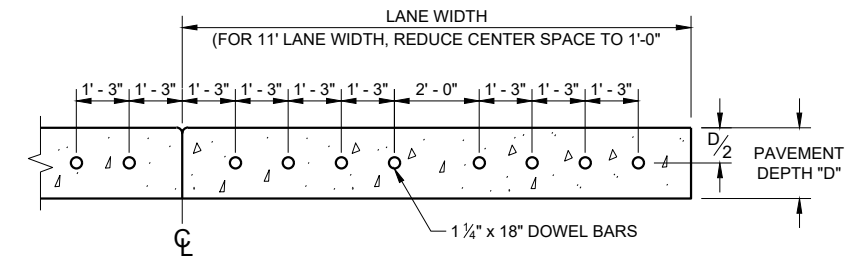 LANE WIDTH
(FOR 11' LANE WIDTH, REDUCE CENTER SPACE TO 1'-0"
1' - 3" 1' - 3" 1' - 3" 1' - 3" 1' - 3" 1' - 3" 2' - 0" 1' - 3" 1' - 3" 1' - 3"
D/2
PAVEMENT
DEPTH "D"
1 ¼" x 18" DOWEL BARS
℄